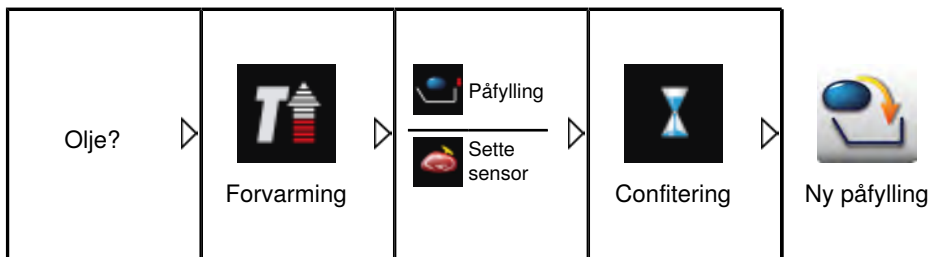 Olje?
Forvarming
Påfylling
Sette
sensor
Confitering
Ny påfylling